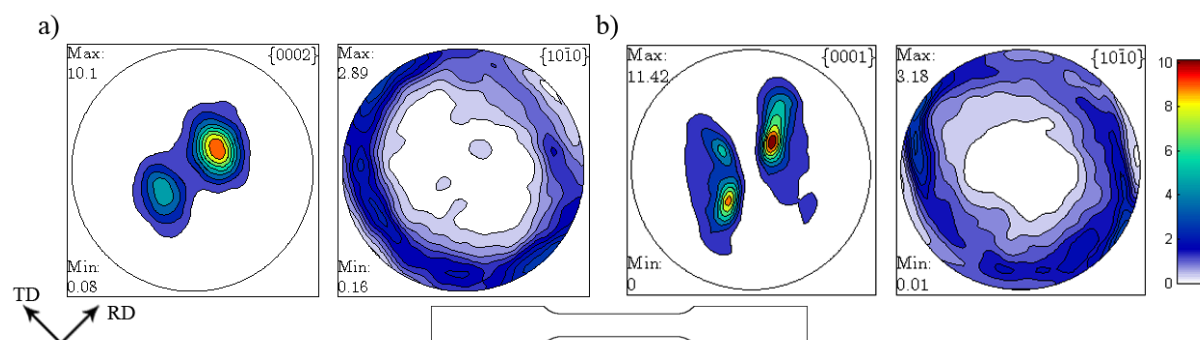 a)
Max:
10.1
{0002}
Min:
0.08
Max:
2.89
{101̄0}
Min:
0.16
b)
Max:
11.42
{0001}
Min:
0
Max:
3.18
{101̄0}
Min:
0.01
10
8
6
4
2
0
TD
RD